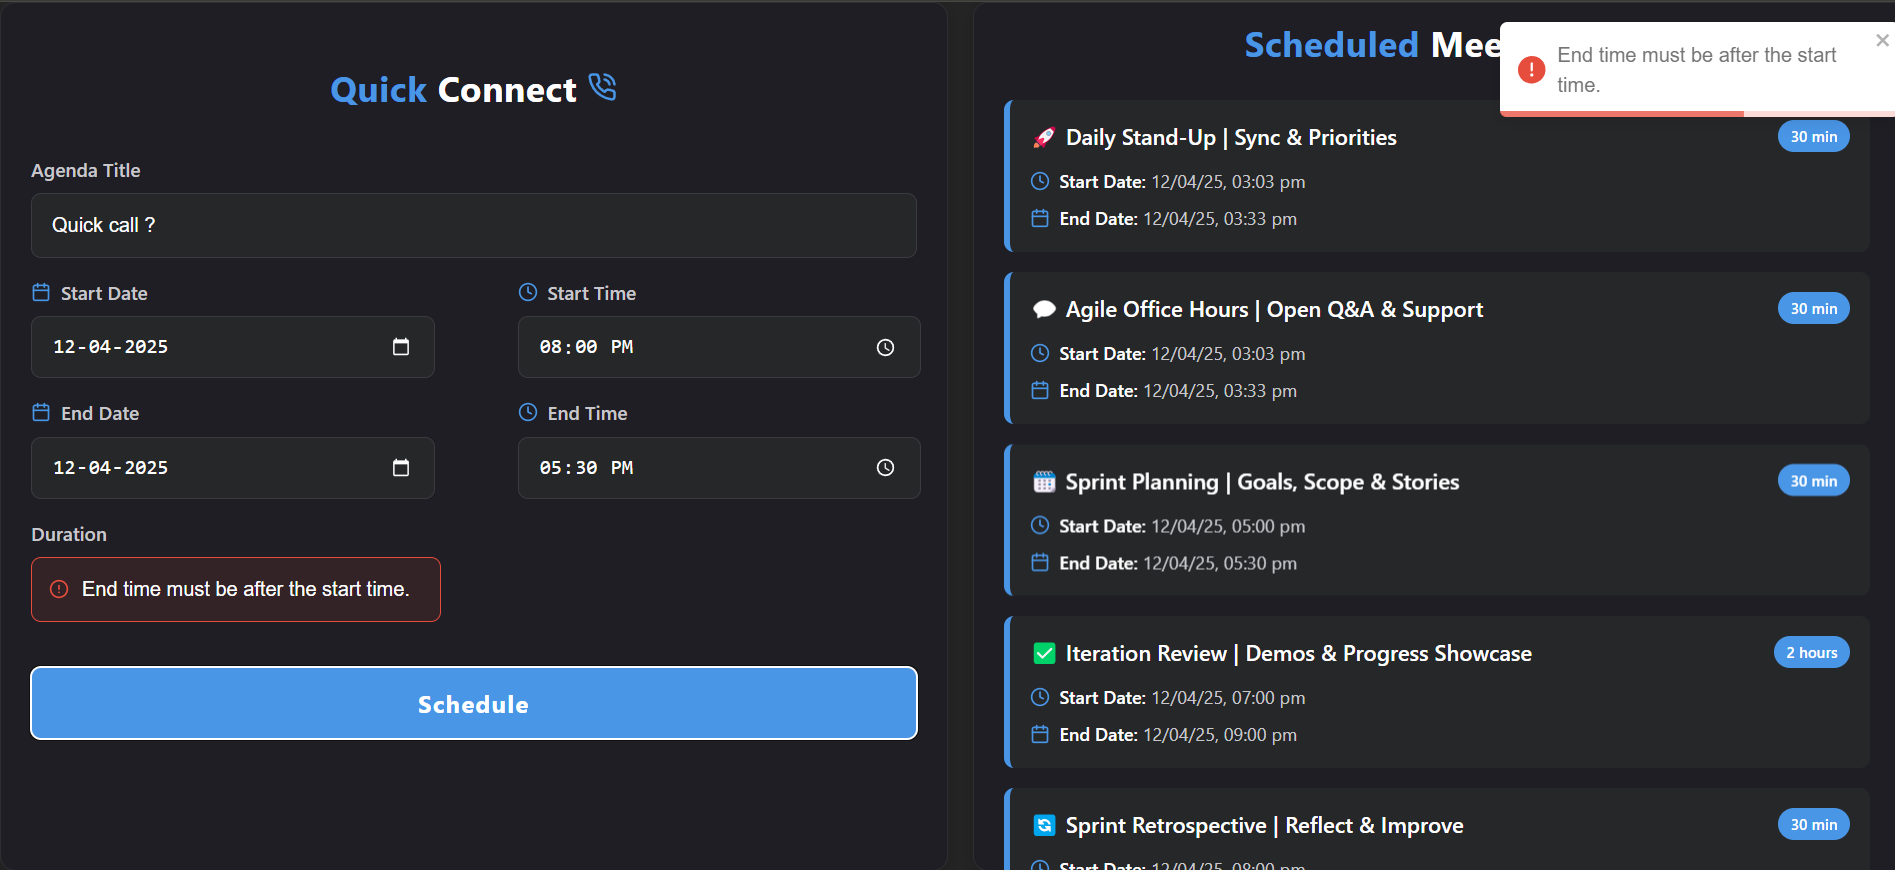 Quick Connect
Agenda Title
Quick call ?
Start Date
Start Time
12-04-2025
08:00 PM
End Date
End Time
12-04-2025
05:30 PM
Duration
End time must be after the start time.
Schedule
Scheduled
End time must be after the start
time.
Daily Stand-Up | Sync & Priorities
30 min
Start Date: 12/04/25, 03:03 pm
End Date: 12/04/25, 03:33 pm
Agile Office Hours | Open Q&A & Support
30 min
Start Date: 12/04/25, 03:03 pm
End Date: 12/04/25, 03:33 pm
Sprint Planning | Goals, Scope & Stories
30 min
Start Date: 12/04/25, 05:00 pm
End Date: 12/04/25, 05:30 pm
Iteration Review | Demos & Progress Showcase
2 hours
Start Date: 12/04/25, 07:00 pm
End Date: 12/04/25, 09:00 pm
Sprint Retrospective | Reflect & Improve
30 min
Start Date: 12/04/25, 08:00 pm